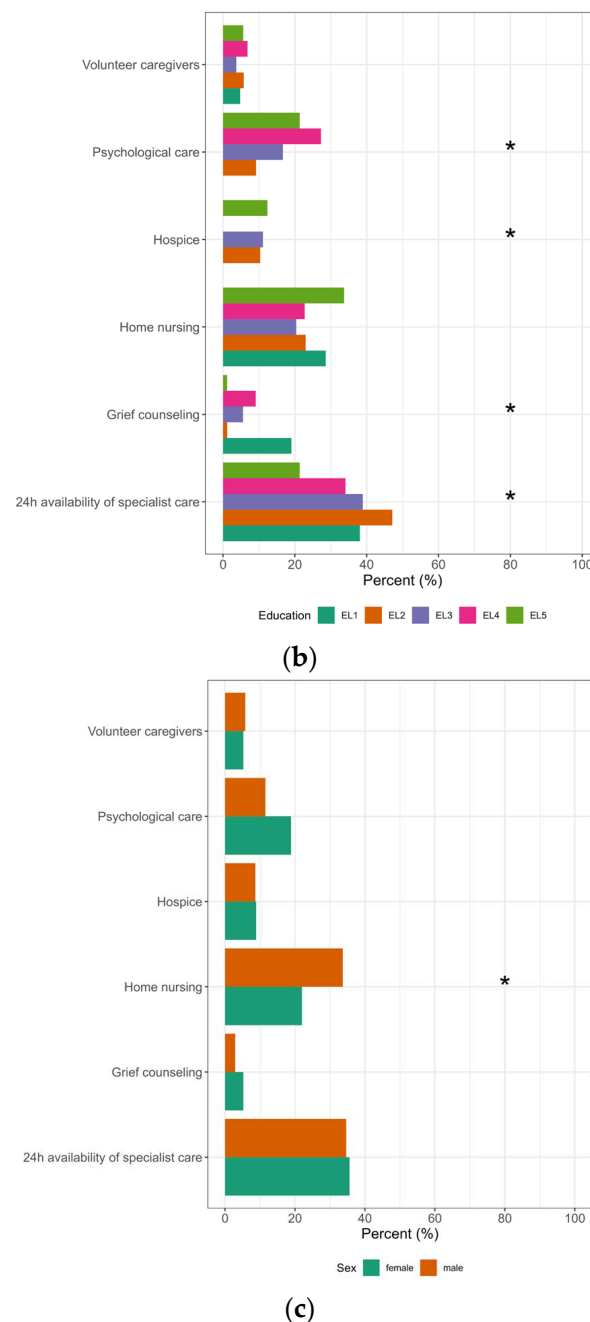 Volunteer caregivers
Psychological care
*
Hospice
*
Home nursing
Grief counseling
*
24h availability of specialist care
*
0 20 40 60 80 100
Percent (%)
Education EL1 EL2 EL3 EL4 EL5
(b)
Volunteer caregivers
Psychological care
Hospice
Home nursing
*
Grief counseling
24h availability of specialist care
0 20 40 60 80 100
Percent (%)
Sex female male
(c)